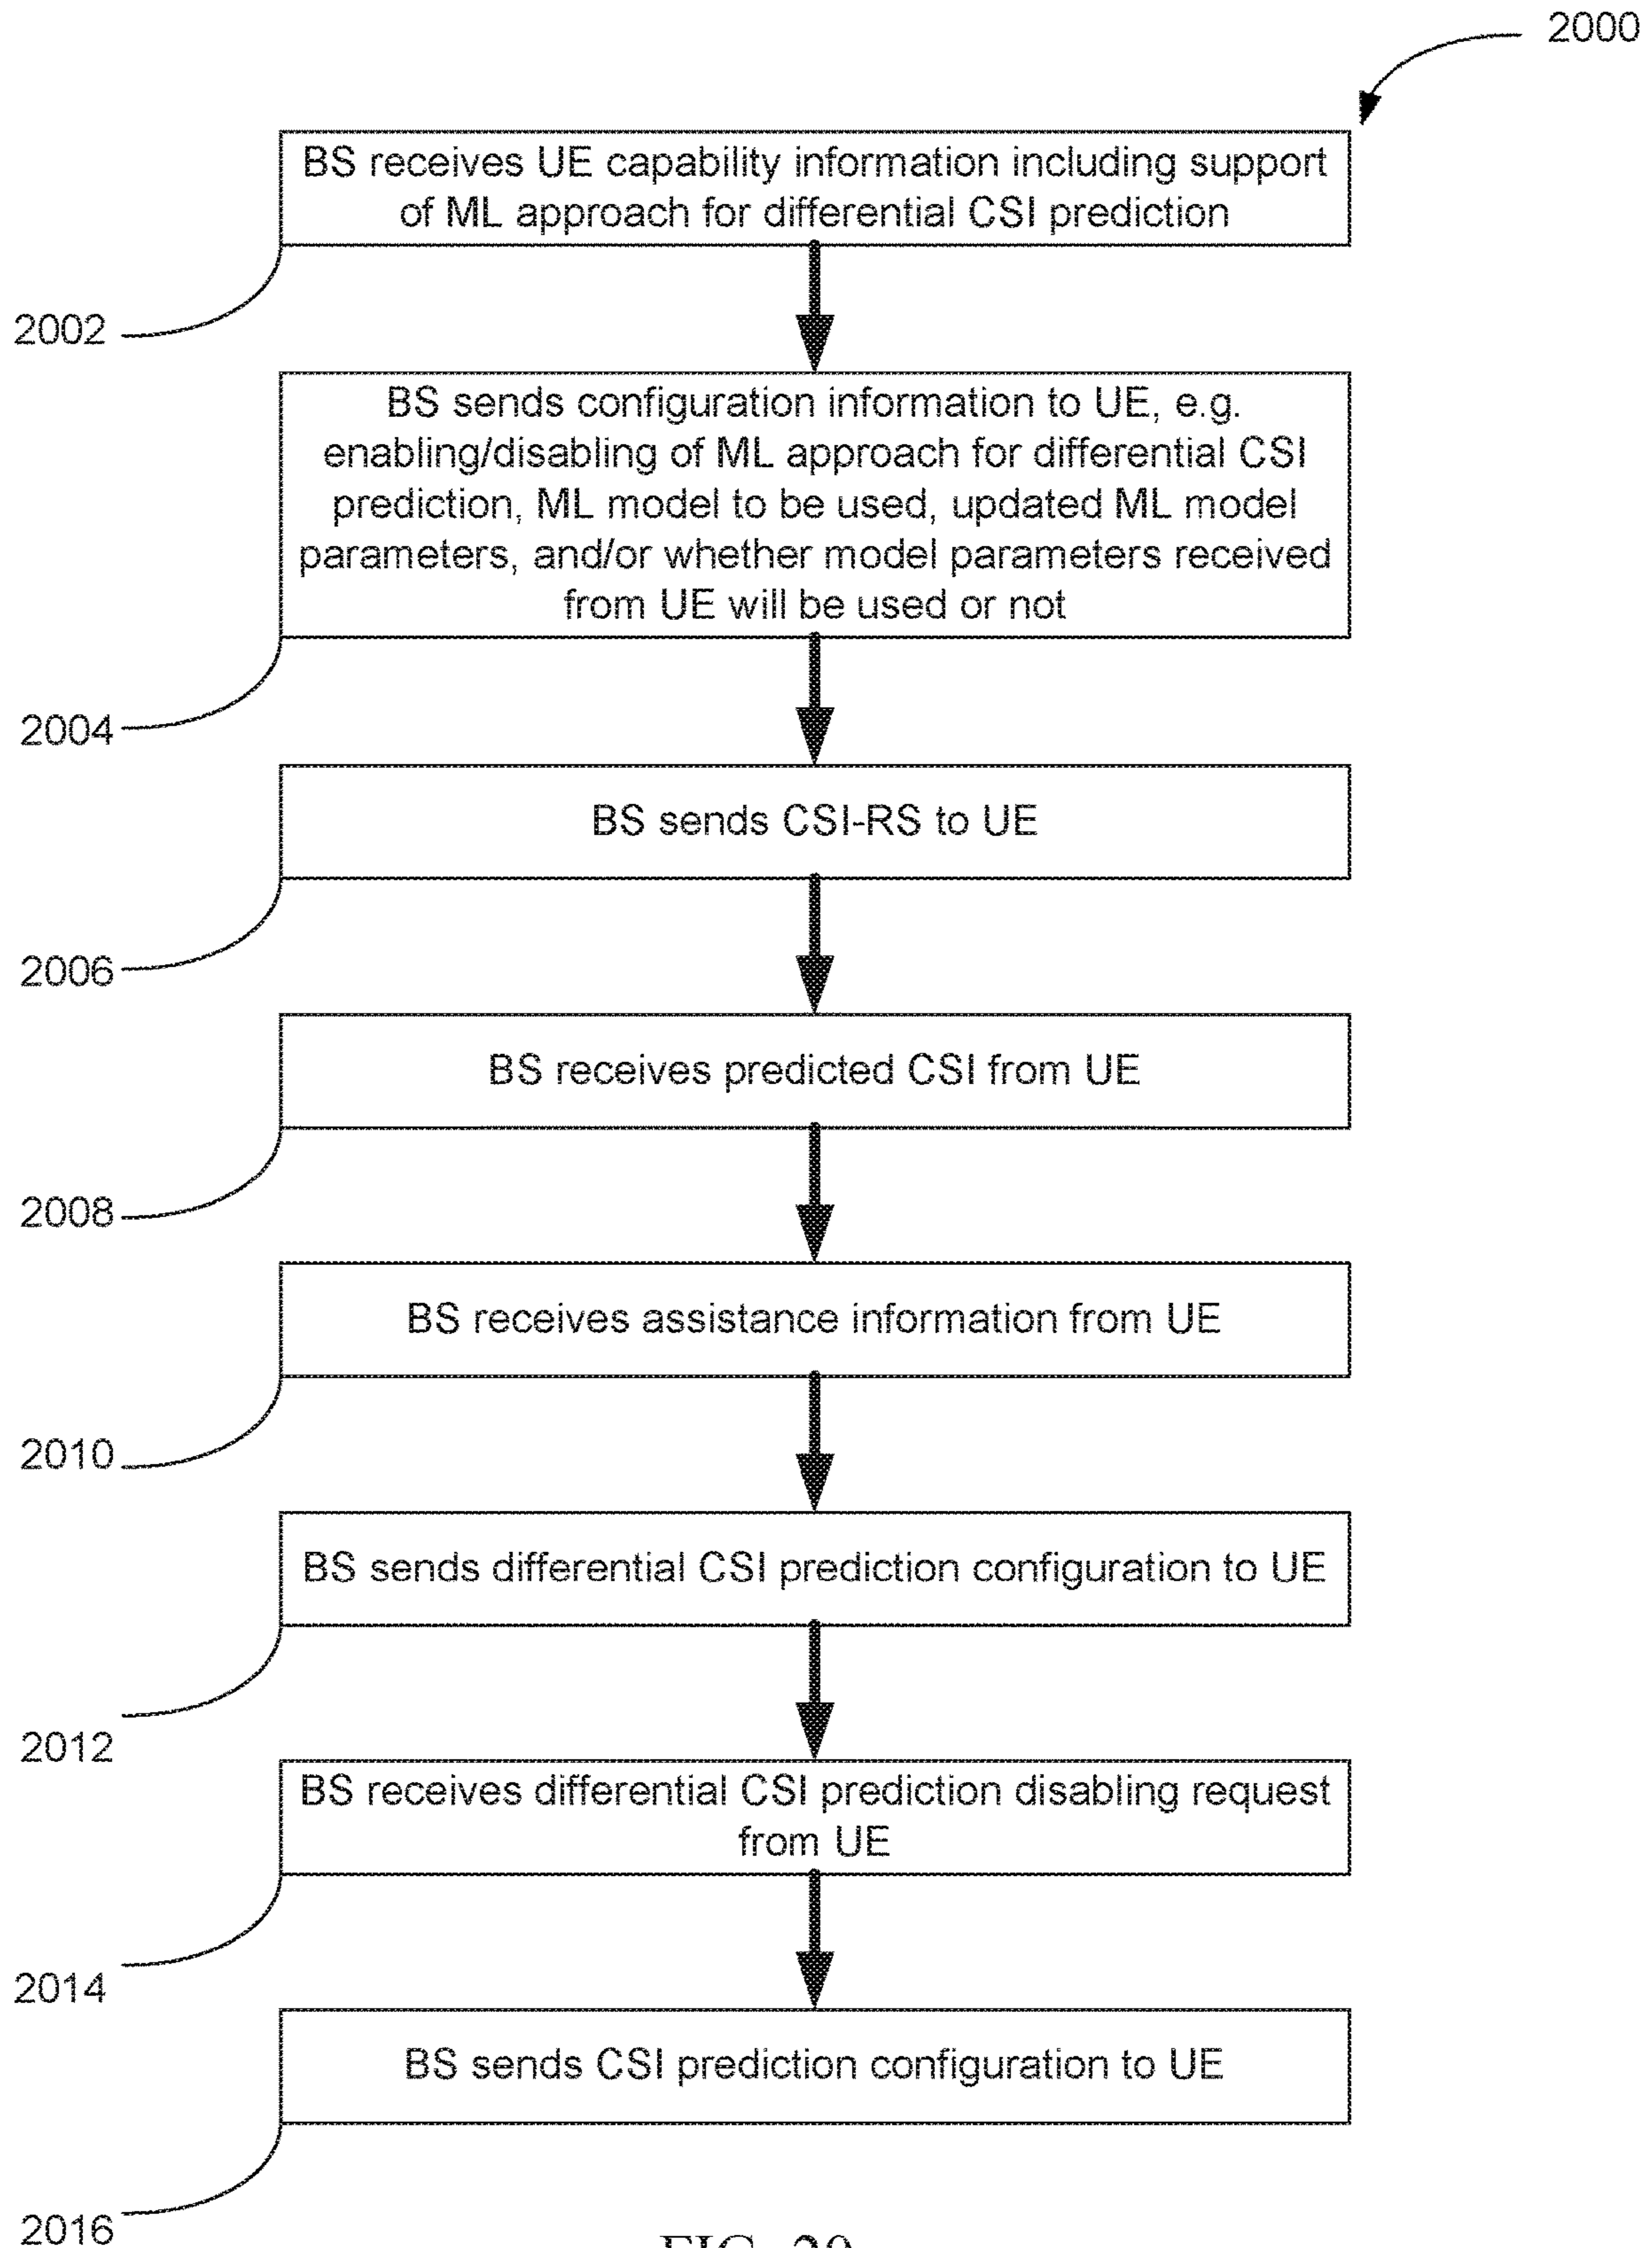 2000
BS receives UE capability information including support
of ML approach for differential CSI prediction
2002
BS sends configuration information to UE, e.g.
enabling/disabling of ML approach for differential CSI
prediction, ML model to be used, updated ML model
parameters, and/or whether model parameters received
from UE will be used or not
2004
BS sends CSI-RS to UE
2006
BS receives predicted CSI from UE
2008
BS receives assistance information from UE
2010
BS sends differential CSI prediction configuration to UE
2012
BS receives differential CSI prediction disabling request
from UE
2014
BS sends CSI prediction configuration to UE
2016
FIG. 20